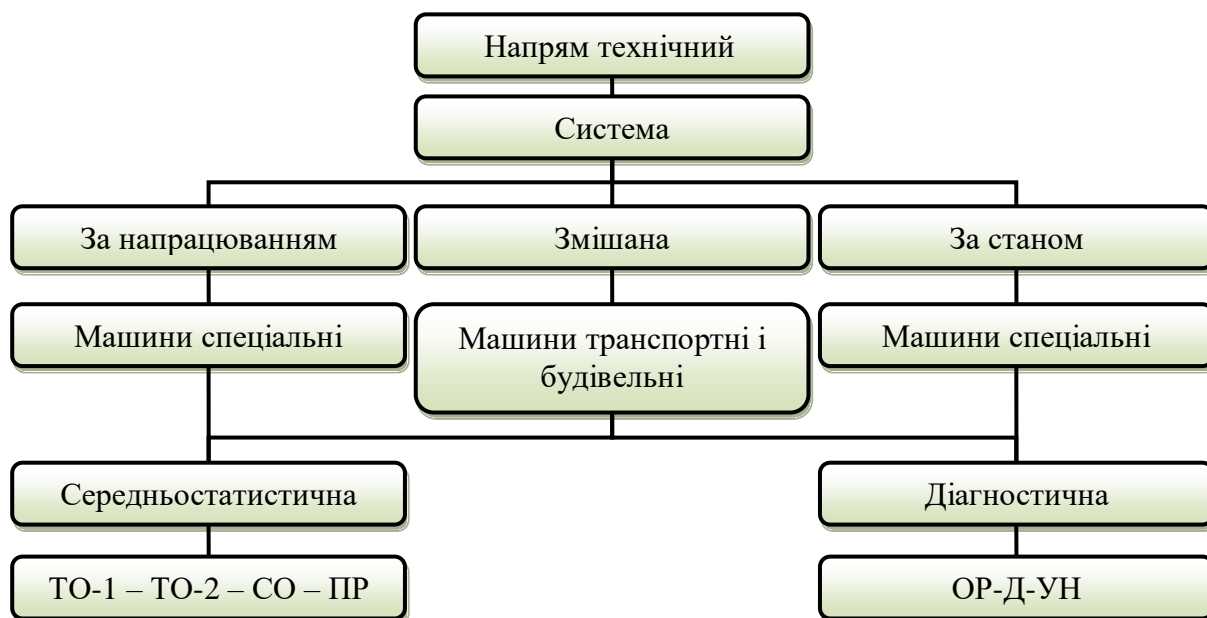 Напрям технічний
Система
За напрацюванням
Змішана
За станом
Машини спеціальні
Машини транспортні і
будівельні
Машини спеціальні
Середньостатистична
Діагностична
ТО-1 – ТО-2 – СО – ПР
ОР-Д-УН